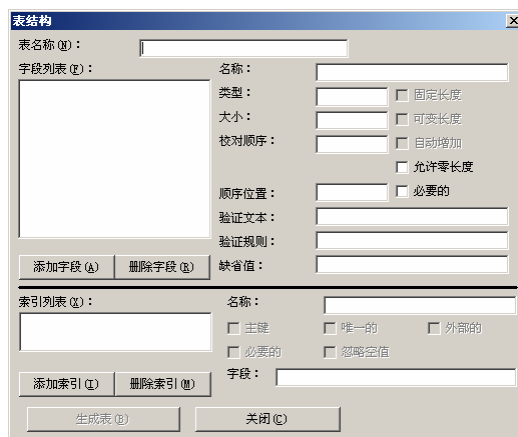 表结构
表名称(N)：
字段列表(F)： 名称：
类型： 固定长度
大小： 可变长度
校对顺序： 自动增加
允许零长度
顺序位置： 必要的
验证文本：
验证规则：
添加字段(A) 删除字段(R) 缺省值：
索引列表(X)： 名称：
主键 唯一的 外部的
必要的 忽略空值
添加索引(I) 删除索引(M) 字段：
生成表(B) 关闭(C)